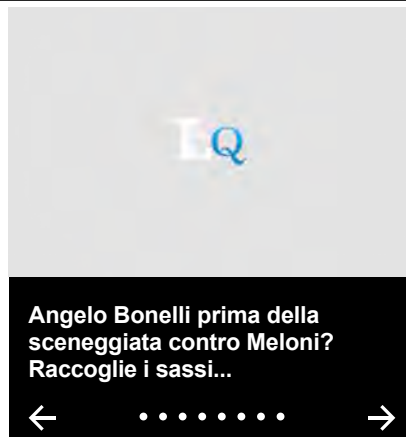 LQ
Angelo Bonelli prima della
sceneggiata contro Meloni?
Raccoglie i sassi...